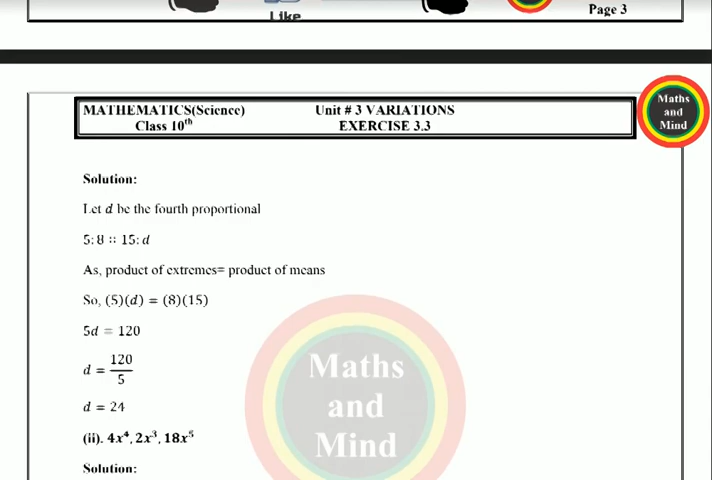 Like
Page 3
MATHEMATICS(Science) Unit # 3 VARIATIONS
Class 10th EXERCISE 3.3
Maths
and
Mind
Solution:
Let d be the fourth proportional
5: 8 :: 15: d
As, product of extremes= product of means
So, (5)(d) = (8)(15)
5d = 120
d = 120/5
d = 24
(ii). 4x⁴, 2x³, 18x⁵
Solution:
Maths
and
Mind